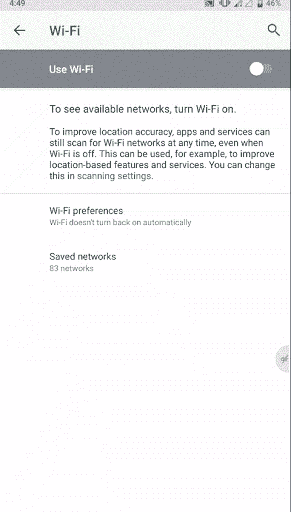 4:49
46%
Wi-Fi
Use Wi-Fi
To see available networks, turn Wi-Fi on.
To improve location accuracy, apps and services can
still scan for Wi-Fi networks at any time, even when
Wi-Fi is off. This can be used, for example, to improve
location-based features and services. You can change
this in scanning settings.
Wi-Fi preferences
Wi-Fi doesn't turn back on automatically
Saved networks
83 networks